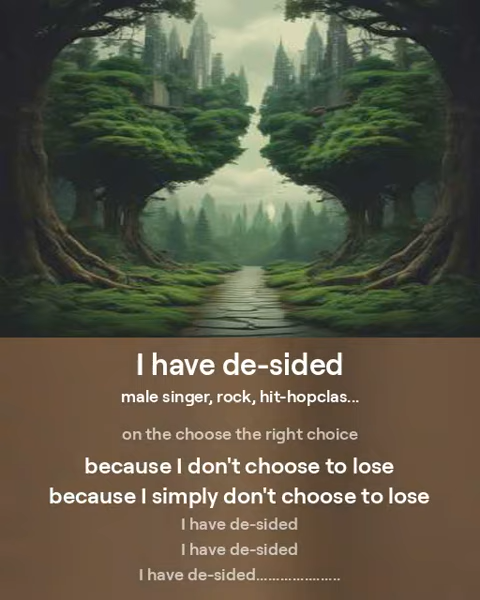 I have de-sided
male singer, rock, hit-hopclas...
on the choose the right choice
because I don't choose to lose
because I simply don't choose to lose
I have de-sided
I have de-sided
I have de-sided......................